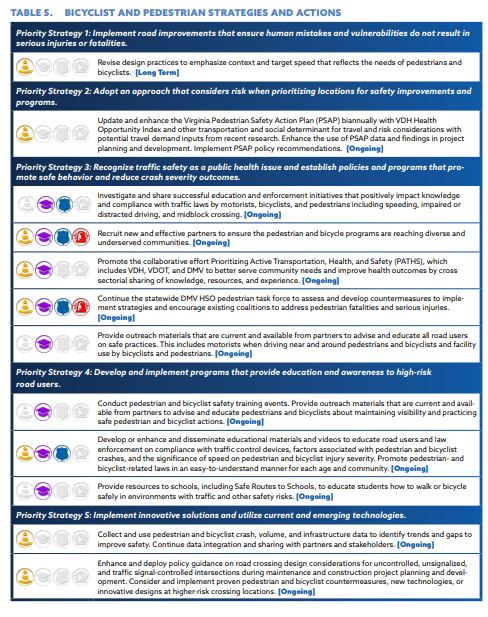 TABLE 5. BICYCLIST AND PEDESTRIAN STRATEGIES AND ACTIONS
Priority Strategy 1: Implement road improvements that ensure human mistakes and vulnerabilities do not result in
serious injuries or fatalities.
Revise design practices to emphasize context and target speed that reflects the needs of pedestrians and
bicyclists. [Long Term]
Priority Strategy 2: Adopt an approach that considers risk when prioritizing locations for safety improvements and
programs.
Update and enhance the Virginia Pedestrian Safety Action Plan (PSAP) biannually with VDH Health
Opportunity Index and other transportation and social determinant for travel and risk considerations with
potential travel demand inputs from recent research. Enhance the use of PSAP data and findings in project
planning and development. Implement PSAP policy recommendations. [Ongoing]
Priority Strategy 3: Recognize traffic safety as a public health issue and establish policies and programs that pro-
mote safe behavior and reduce crash severity outcomes.
Investigate and share successful education and enforcement initiatives that positively impact knowledge
and compliance with traffic laws by motorists, bicyclists, and pedestrians including speeding, impaired or
distracted driving, and midblock crossing. [Ongoing]
Recruit new and effective partners to ensure the pedestrian and bicycle programs are reaching diverse and
underserved communities. [Ongoing]
Promote the collaborative effort Prioritizing Active Transportation, Health, and Safety (PATHS), which
includes VDH, VDOT, and DMV to better serve community needs and improve health outcomes by cross
sectorial sharing of knowledge, resources, and experience. [Ongoing]
Continue the statewide DMV HSO pedestrian task force to assess and develop countermeasures to imple-
ment strategies and encourage existing coalitions to address pedestrian fatalities and serious injuries.
[Ongoing]
Provide outreach materials that are current and available from partners to advise and educate all road users
on safe practices. This includes motorists when driving near and around pedestrians and bicyclists and facility
use by bicyclists and pedestrians. [Ongoing]
Priority Strategy 4: Develop and implement programs that provide education and awareness to high-risk
road users.
Conduct pedestrian and bicyclist safety training events. Provide outreach materials that are current and avail-
able from partners to advise and educate pedestrians and bicyclists about maintaining visibility and practicing
safe pedestrian and bicyclist actions. [Ongoing]
Develop or enhance and disseminate educational materials and videos to educate road users and law
enforcement on compliance with traffic control devices, factors associated with pedestrian and bicyclist
crashes, and the significance of speed on pedestrian and bicyclist injury severity. Promote pedestrian- and
bicyclist-related laws in an easy-to-understand manner for each age and community. [Ongoing]
Provide resources to schools, including Safe Routes to Schools, to educate students how to walk or bicycle
safely in environments with traffic and other safety risks. [Ongoing]
Priority Strategy 5: Implement innovative solutions and utilize current and emerging technologies.
Collect and use pedestrian and bicyclist crash, volume, and infrastructure data to identify trends and gaps to
improve safety. Continue data integration and sharing with partners and stakeholders. [Ongoing]
Enhance and deploy policy guidance on road crossing design considerations for uncontrolled, unsignalized,
and traffic signal-controlled intersections during maintenance and construction project planning and devel-
opment. Consider and implement proven pedestrian and bicyclist countermeasures, new technologies, or
innovative designs at higher-risk crossing locations. [Ongoing]